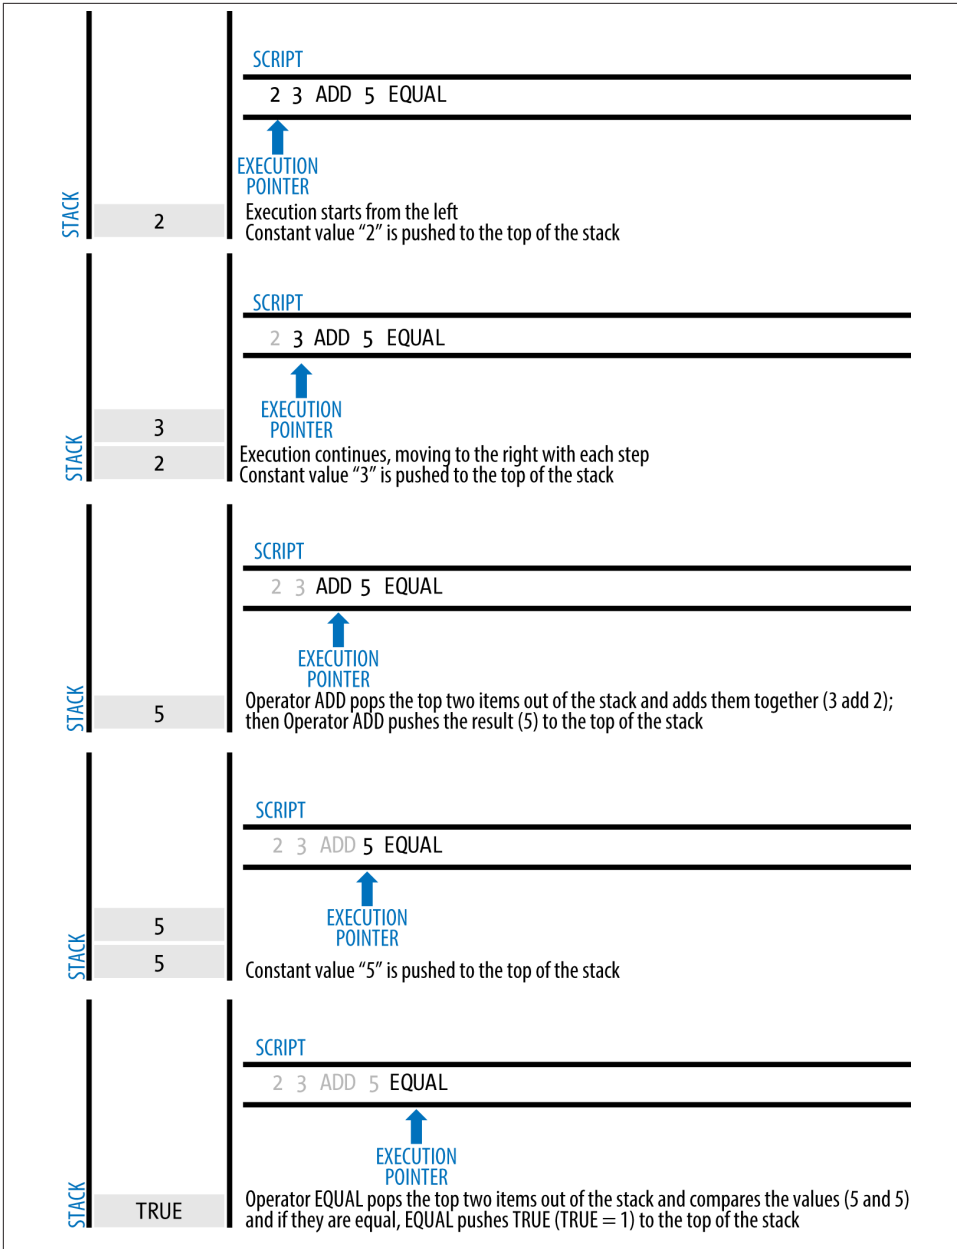 SCRIPT
2 3 ADD 5 EQUAL
EXECUTION
POINTER
STACK
2
Execution starts from the left
Constant value “2” is pushed to the top of the stack
SCRIPT
2 3 ADD 5 EQUAL
EXECUTION
POINTER
STACK
3
2
Execution continues, moving to the right with each step
Constant value “3” is pushed to the top of the stack
SCRIPT
2 3 ADD 5 EQUAL
EXECUTION
POINTER
STACK
5
Operator ADD pops the top two items out of the stack and adds them together (3 add 2);
then Operator ADD pushes the result (5) to the top of the stack
SCRIPT
2 3 ADD 5 EQUAL
EXECUTION
POINTER
STACK
5
5
Constant value “5” is pushed to the top of the stack
SCRIPT
2 3 ADD 5 EQUAL
EXECUTION
POINTER
STACK
TRUE
Operator EQUAL pops the top two items out of the stack and compares the values (5 and 5)
and if they are equal, EQUAL pushes TRUE (TRUE = 1) to the top of the stack